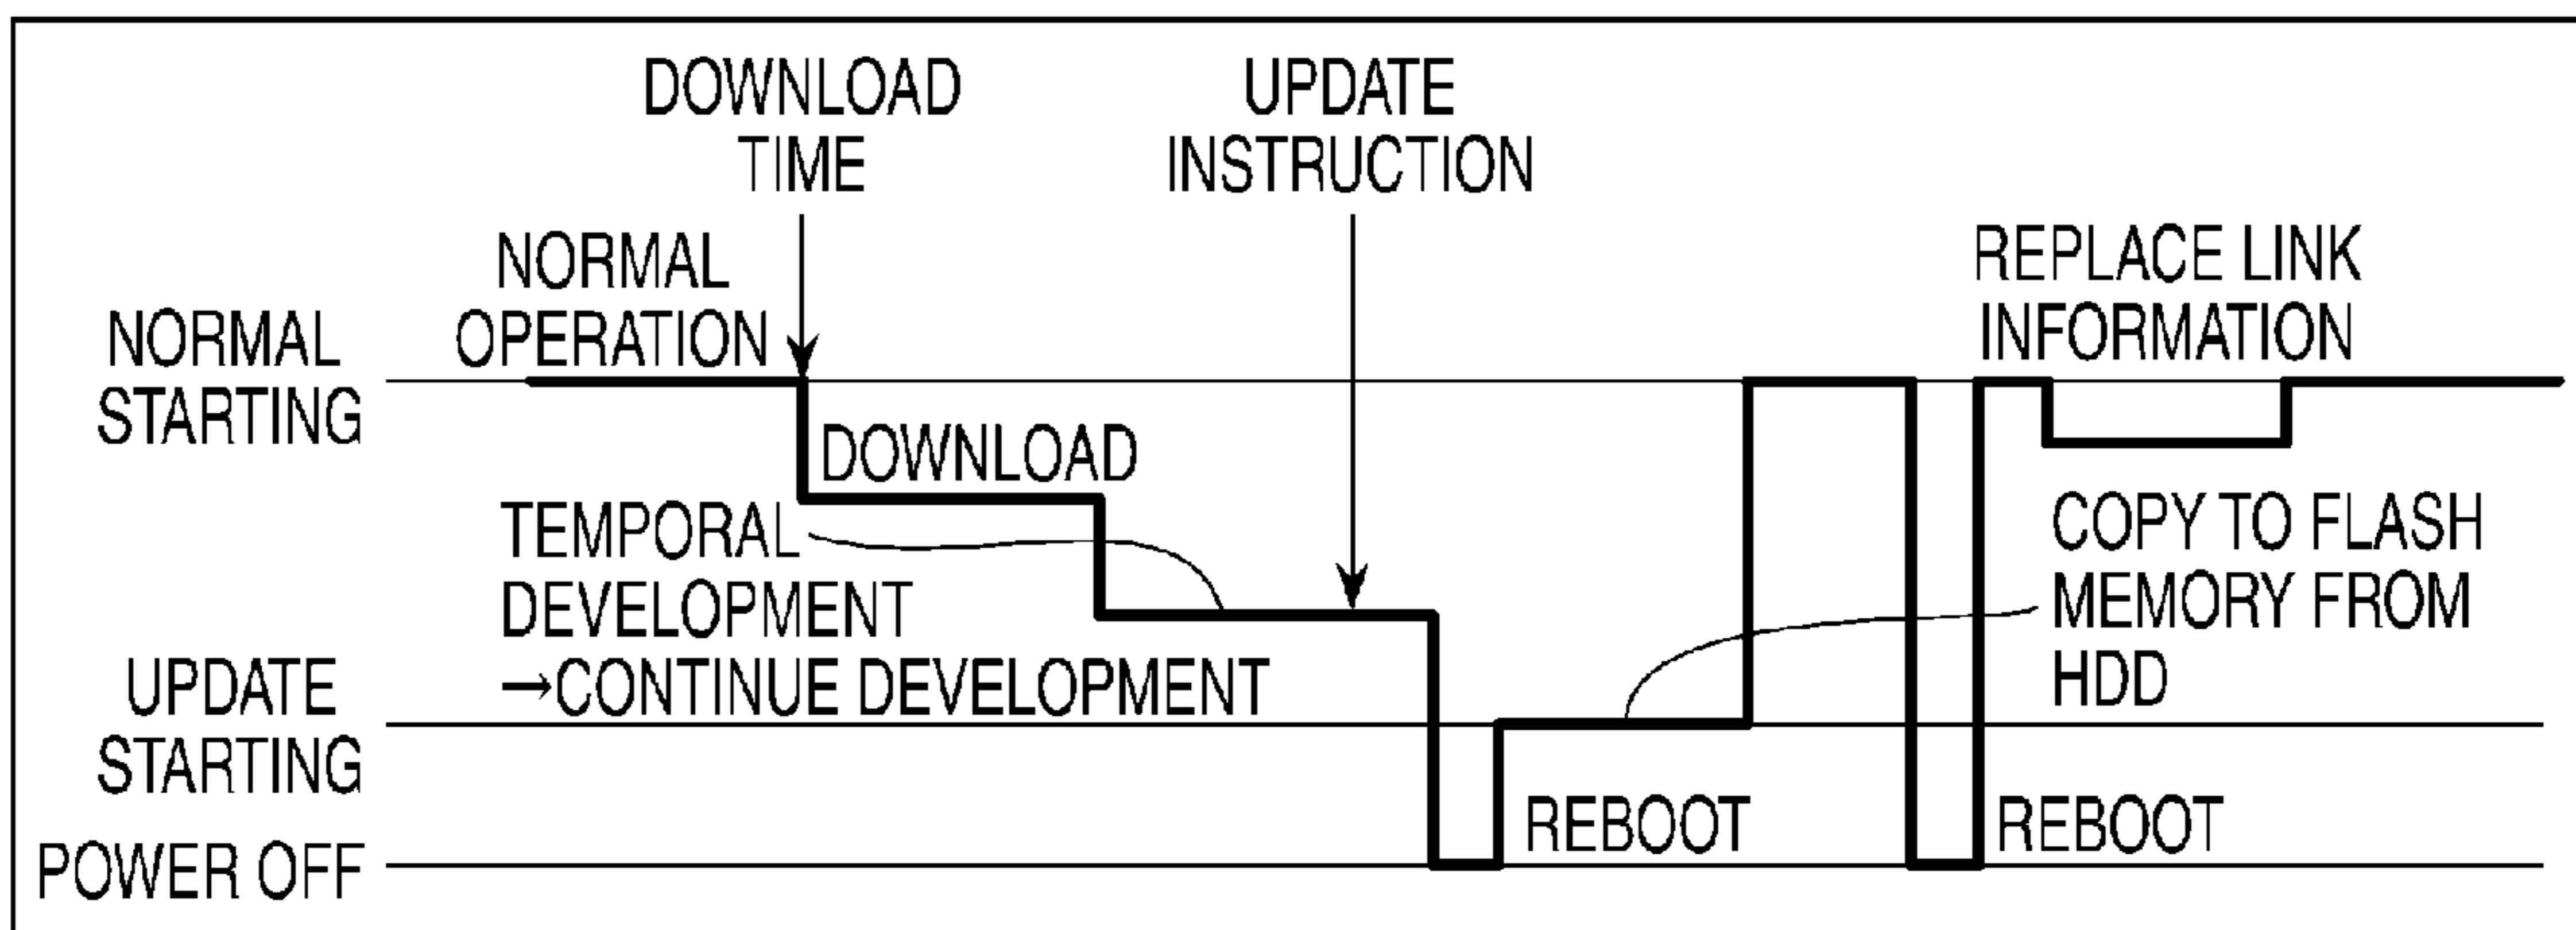 DOWNLOAD
TIME
UPDATE
INSTRUCTION
NORMAL
OPERATION
REPLACE LINK
INFORMATION
NORMAL
STARTING
DOWNLOAD
TEMPORAL
DEVELOPMENT
→CONTINUE DEVELOPMENT
COPY TO FLASH
MEMORY FROM
HDD
UPDATE
STARTING
REBOOT
REBOOT
POWER OFF